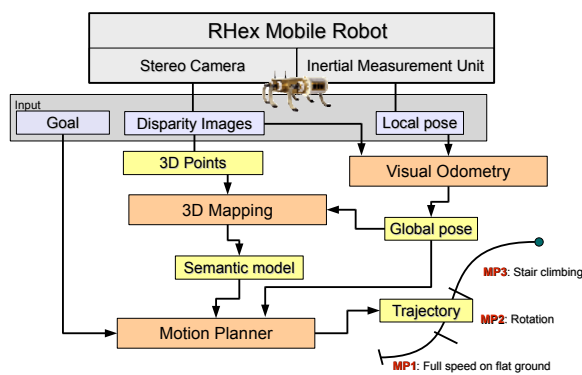 RHex Mobile Robot
Stereo Camera
Inertial Measurement Unit
Input
Goal
Disparity Images
Local pose
3D Points
Visual Odometry
3D Mapping
Global pose
Semantic model
MP3: Stair climbing
Trajectory
MP2: Rotation
Motion Planner
MP1: Full speed on flat ground